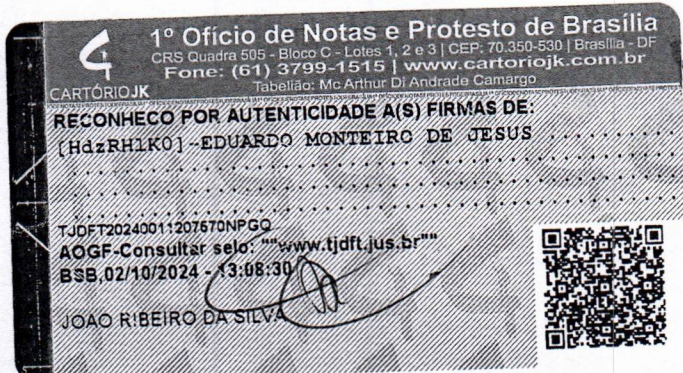 1º Ofício de Notas e Protesto de Brasília
CRS Quadra 505 - Bloco C - Lotes 1, 2 e 3 | CEP: 70.350-530 | Brasília - DF
Fone: (61) 3799-1515 | www.cartoriojk.com.br
Tabelião: Mc Arthur Di Andrade Camargo
CARTÓRIOJK
RECONHECO POR AUTENTICIDADE A(S) FIRMAS DE:
[HdzRH1K0]-EDUARDO MONTEIRO DE JESUS
TJDFT20240011207670NPGQ
AOGF-Consultar selo: ""www.tjdft.jus.br""
BSB,02/10/2024 - 13:08:30
JOAO RIBEIRO DA SILVA